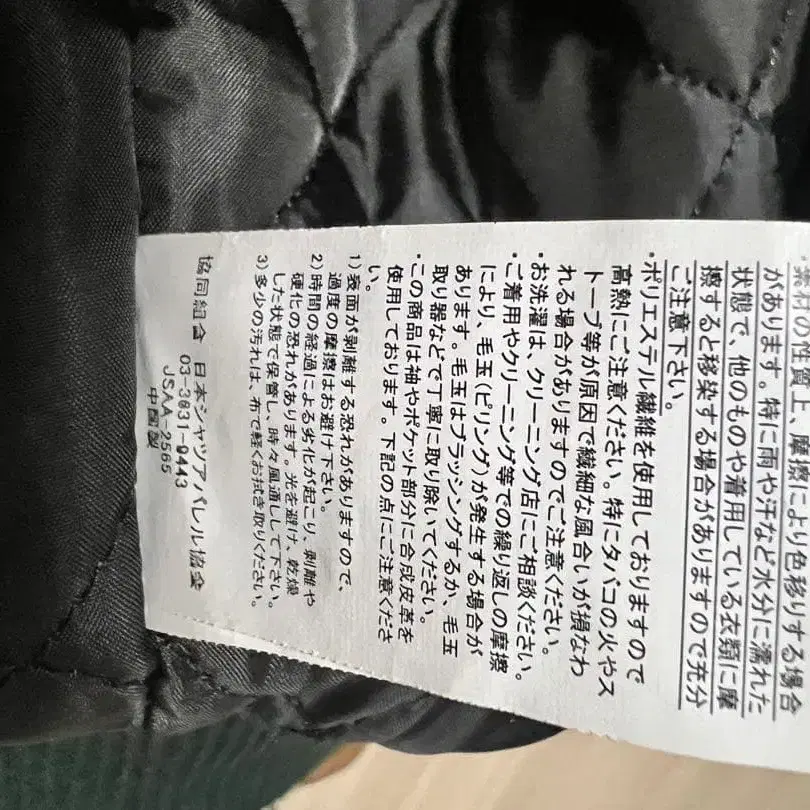 ・素材の性質上、摩擦により色移りする場合
があります。特に雨や汗など水分に濡れた
状態で、他のものや着用している衣類に摩
擦すると移染する場合がありますので充分
ご注意下さい。
・ポリエステル繊維を使用しておりますので
高熱にご注意ください。特にタバコの火やス
トーブ等が原因で繊細な風合いが損なわ
れる場合がありますのでご注意ください。
・お洗濯は、クリーニング店にご相談ください。
・ご着用やクリーニング等での繰り返しの摩擦
により、毛玉(ピリング)が発生する場合が
あります。毛玉はブラッシングするか、毛玉
取り器などで丁寧に取り除いてください。
・この商品は袖やポケット部分に合成皮革を
使用しております。下記の点にご注意くださ
い。
1)表面が剥離する恐れがありますので、
過度の摩擦はお避け下さい。
2)時間の経過による劣化が起こり、剥離や
硬化の恐れがあります。光を避け、乾燥
した状態で保管し、時々風通しして下さい。
3)多少の汚れは、布で軽くお拭き取りください。
協同組合 日本シャツアパレル協会
03-3831-0443
JSAA-2565
中国製